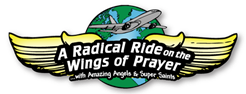 A Radical Ride on the
Wings of Prayer
with Amazing Angels & Super Saints